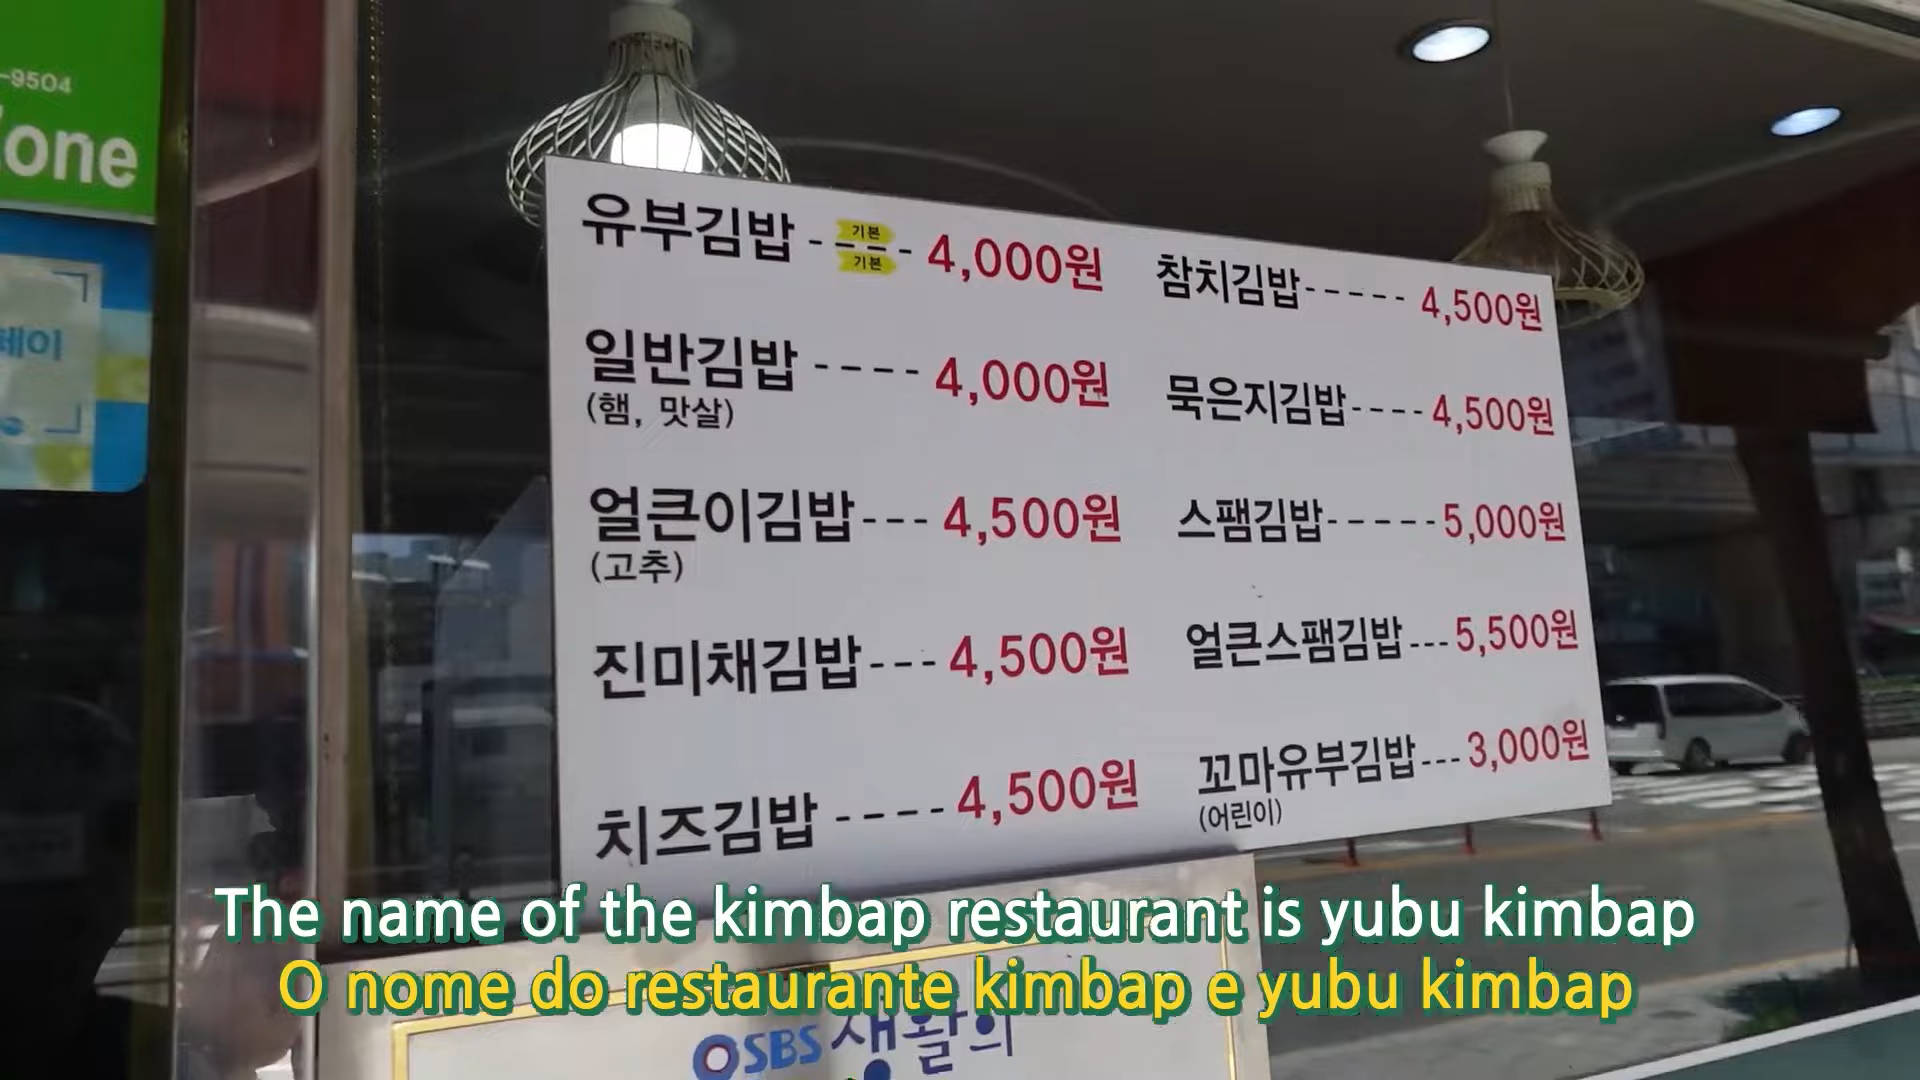 -9504
one
페이
유부김밥 - - - - 4,000원
기본
기본
일반김밥 - - - - 4,000원
(햄, 맛살)
얼큰이김밥 - - - 4,500원
(고추)
진미채김밥 - - - 4,500원
치즈김밥 - - - - 4,500원
참치김밥 - - - - - 4,500원
묵은지김밥 - - - - 4,500원
스팸김밥 - - - - - 5,000원
얼큰스팸김밥 - - - 5,500원
꼬마유부김밥 - - - 3,000원
(어린이)
The name of the kimbap restaurant is yubu kimbap
O nome do restaurante kimbap e yubu kimbap
SBS 생활의